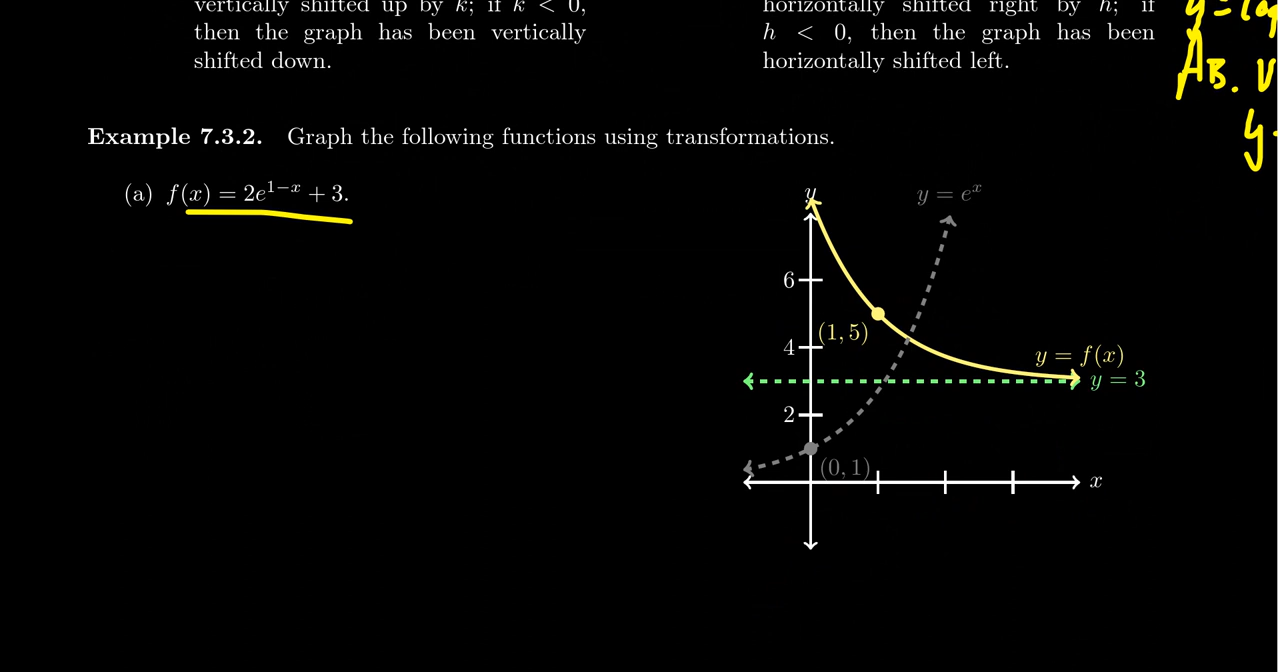 vertically shifted up by k; if k < 0,
then the graph has been vertically
shifted down.
horizontally shifted right by h; if
h < 0, then the graph has been
horizontally shifted left.
y = log
AB. V
y
Example 7.3.2. Graph the following functions using transformations.
(a) f(x) = 2e^{1−x} + 3.
y
y = e^x
6
(1, 5)
4
y = f(x)
y = 3
2
(0, 1)
x